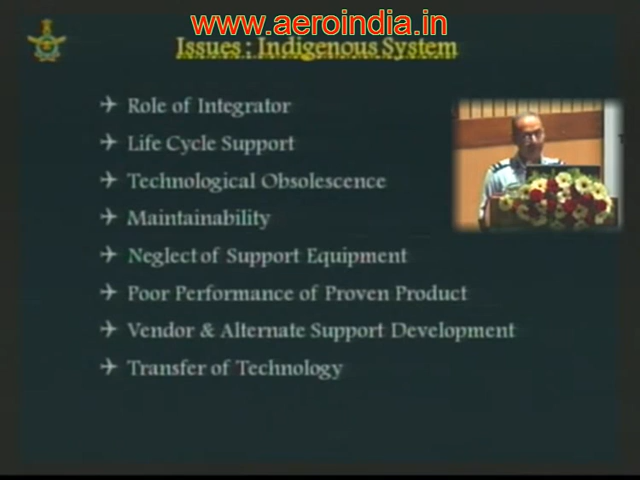 www.aeroindia.in
Issues : Indigenous System
Role of Integrator
Life Cycle Support
Technological Obsolescence
Maintainability
Neglect of Support Equipment
Poor Performance of Proven Product
Vendor & Alternate Support Development
Transfer of Technology